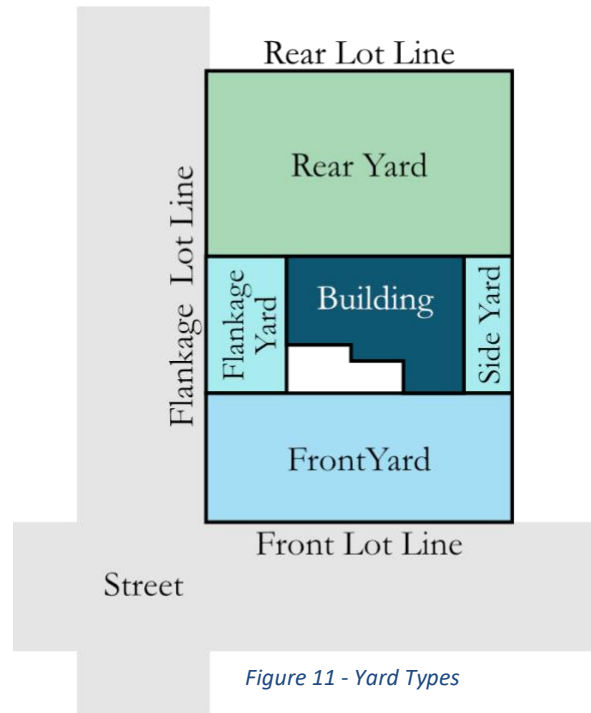 Rear Lot Line
Rear Yard
Flankage Lot Line
Flankage
Yard
Building
Side Yard
FrontYard
Front Lot Line
Street
Figure 11 - Yard Types